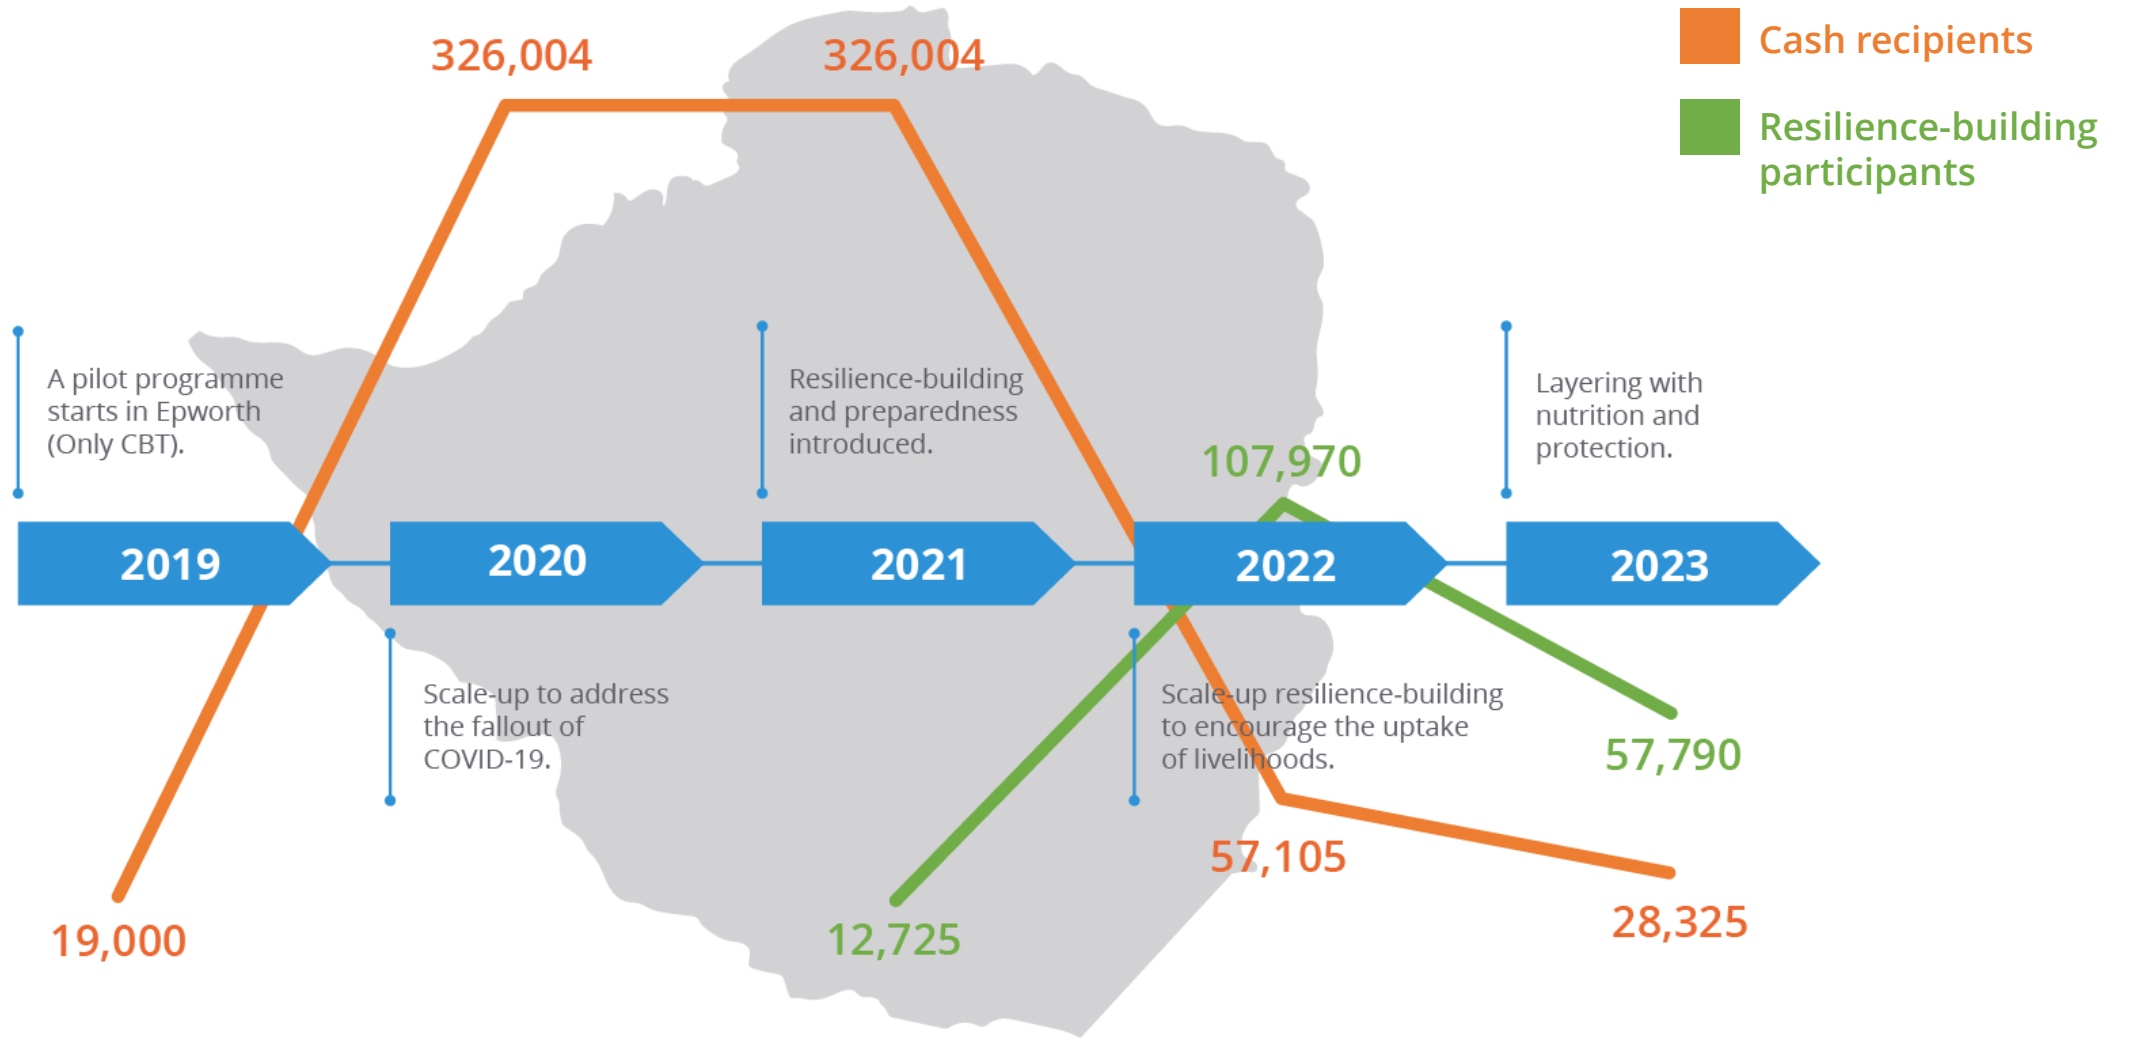 326,004
326,004
Cash recipients
Resilience-building
participants
A pilot programme
starts in Epworth
(Only CBT).
Resilience-building
and preparedness
introduced.
Layering with
nutrition and
protection.
107,970
2019
2020
2021
2022
2023
Scale-up to address
the fallout of
COVID-19.
Scale-up resilience-building
to encourage the uptake
of livelihoods.
57,790
57,105
19,000
12,725
28,325